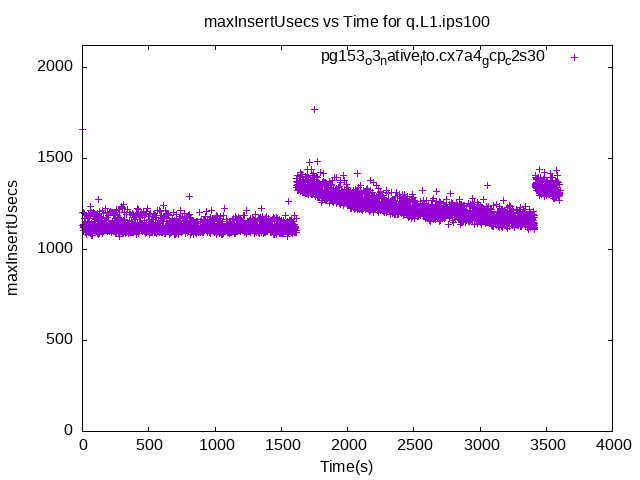 maxInsertUsecs vs Time for q.L1.ips100
pg153o3native_lto.cx7a4gcpc2s30
2000
1500
1000
500
0
maxInsertUsecs
0 500 1000 1500 2000 2500 3000 3500 4000
Time(s)